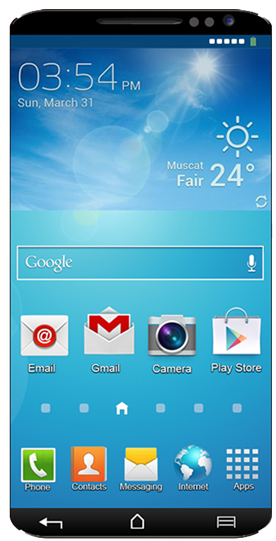 03:54 PM
Sun, March 31
Muscat
Fair 24°
Google
@
Email Gmail Camera Play Store
Phone Contacts Messaging Internet Apps